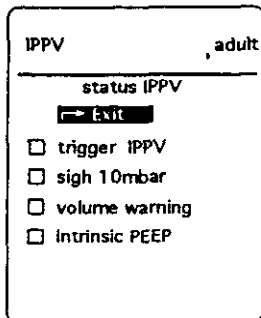 IPPV , adult
status IPPV
Exit
trigger IPPV
sigh 10mbar
volume warning
Intrinsic PEEP